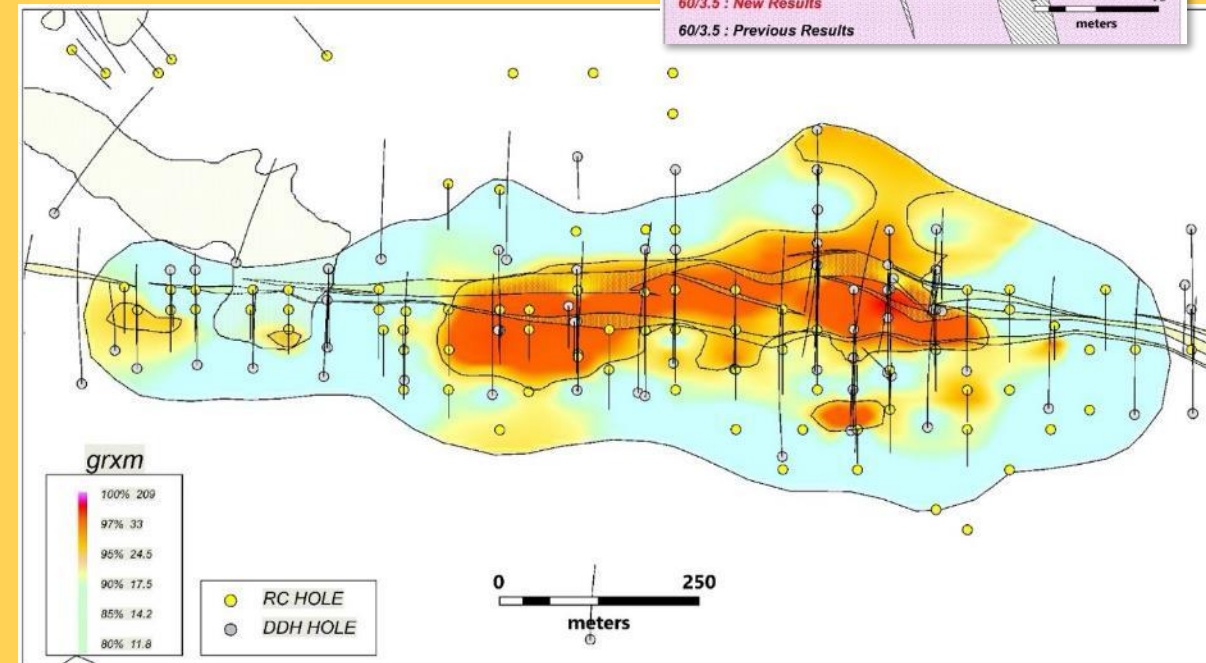 60/3.5 : New Results
60/3.5 : Previous Results
meters
grxm
100% 209
97% 33
95% 24.5
90% 17.5
85% 14.2
80% 11.8
RC HOLE
DDH HOLE
0 250
meters